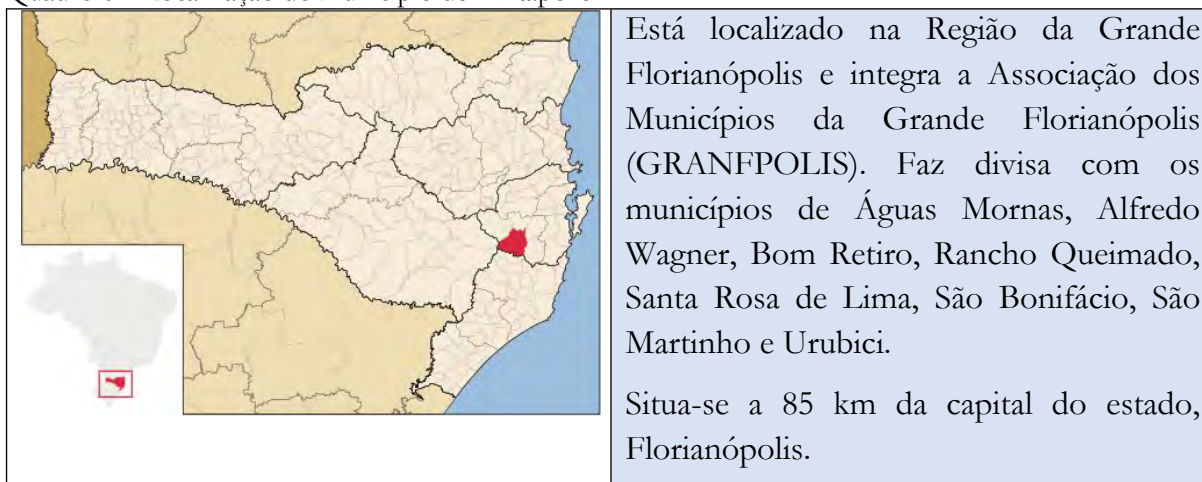 Está localizado na Região da Grande
Florianópolis e integra a Associação dos
Municípios da Grande Florianópolis
(GRANFPOLIS). Faz divisa com os
municípios de Águas Mornas, Alfredo
Wagner, Bom Retiro, Rancho Queimado,
Santa Rosa de Lima, São Bonifácio, São
Martinho e Urubici.
Situa-se a 85 km da capital do estado,
Florianópolis.